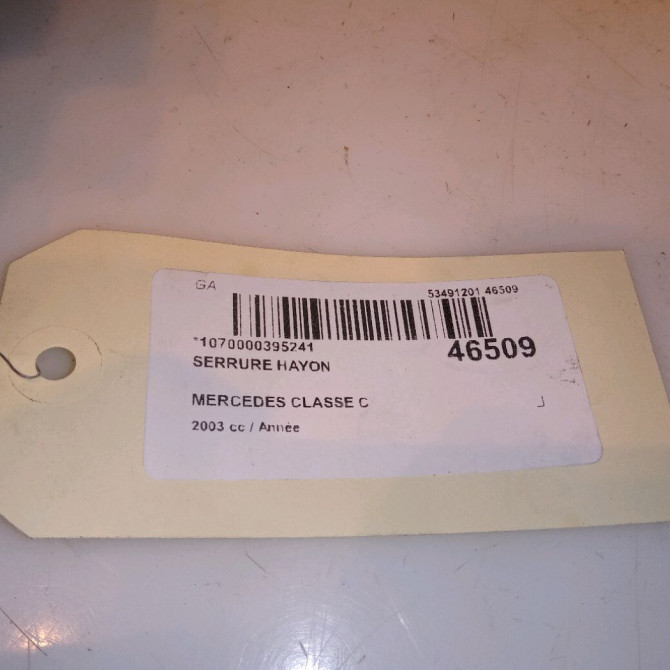 GA
53491201 46509
*1070000395241
46509
SERRURE HAYON
MERCEDES CLASSE C
J
2003 cc / Année